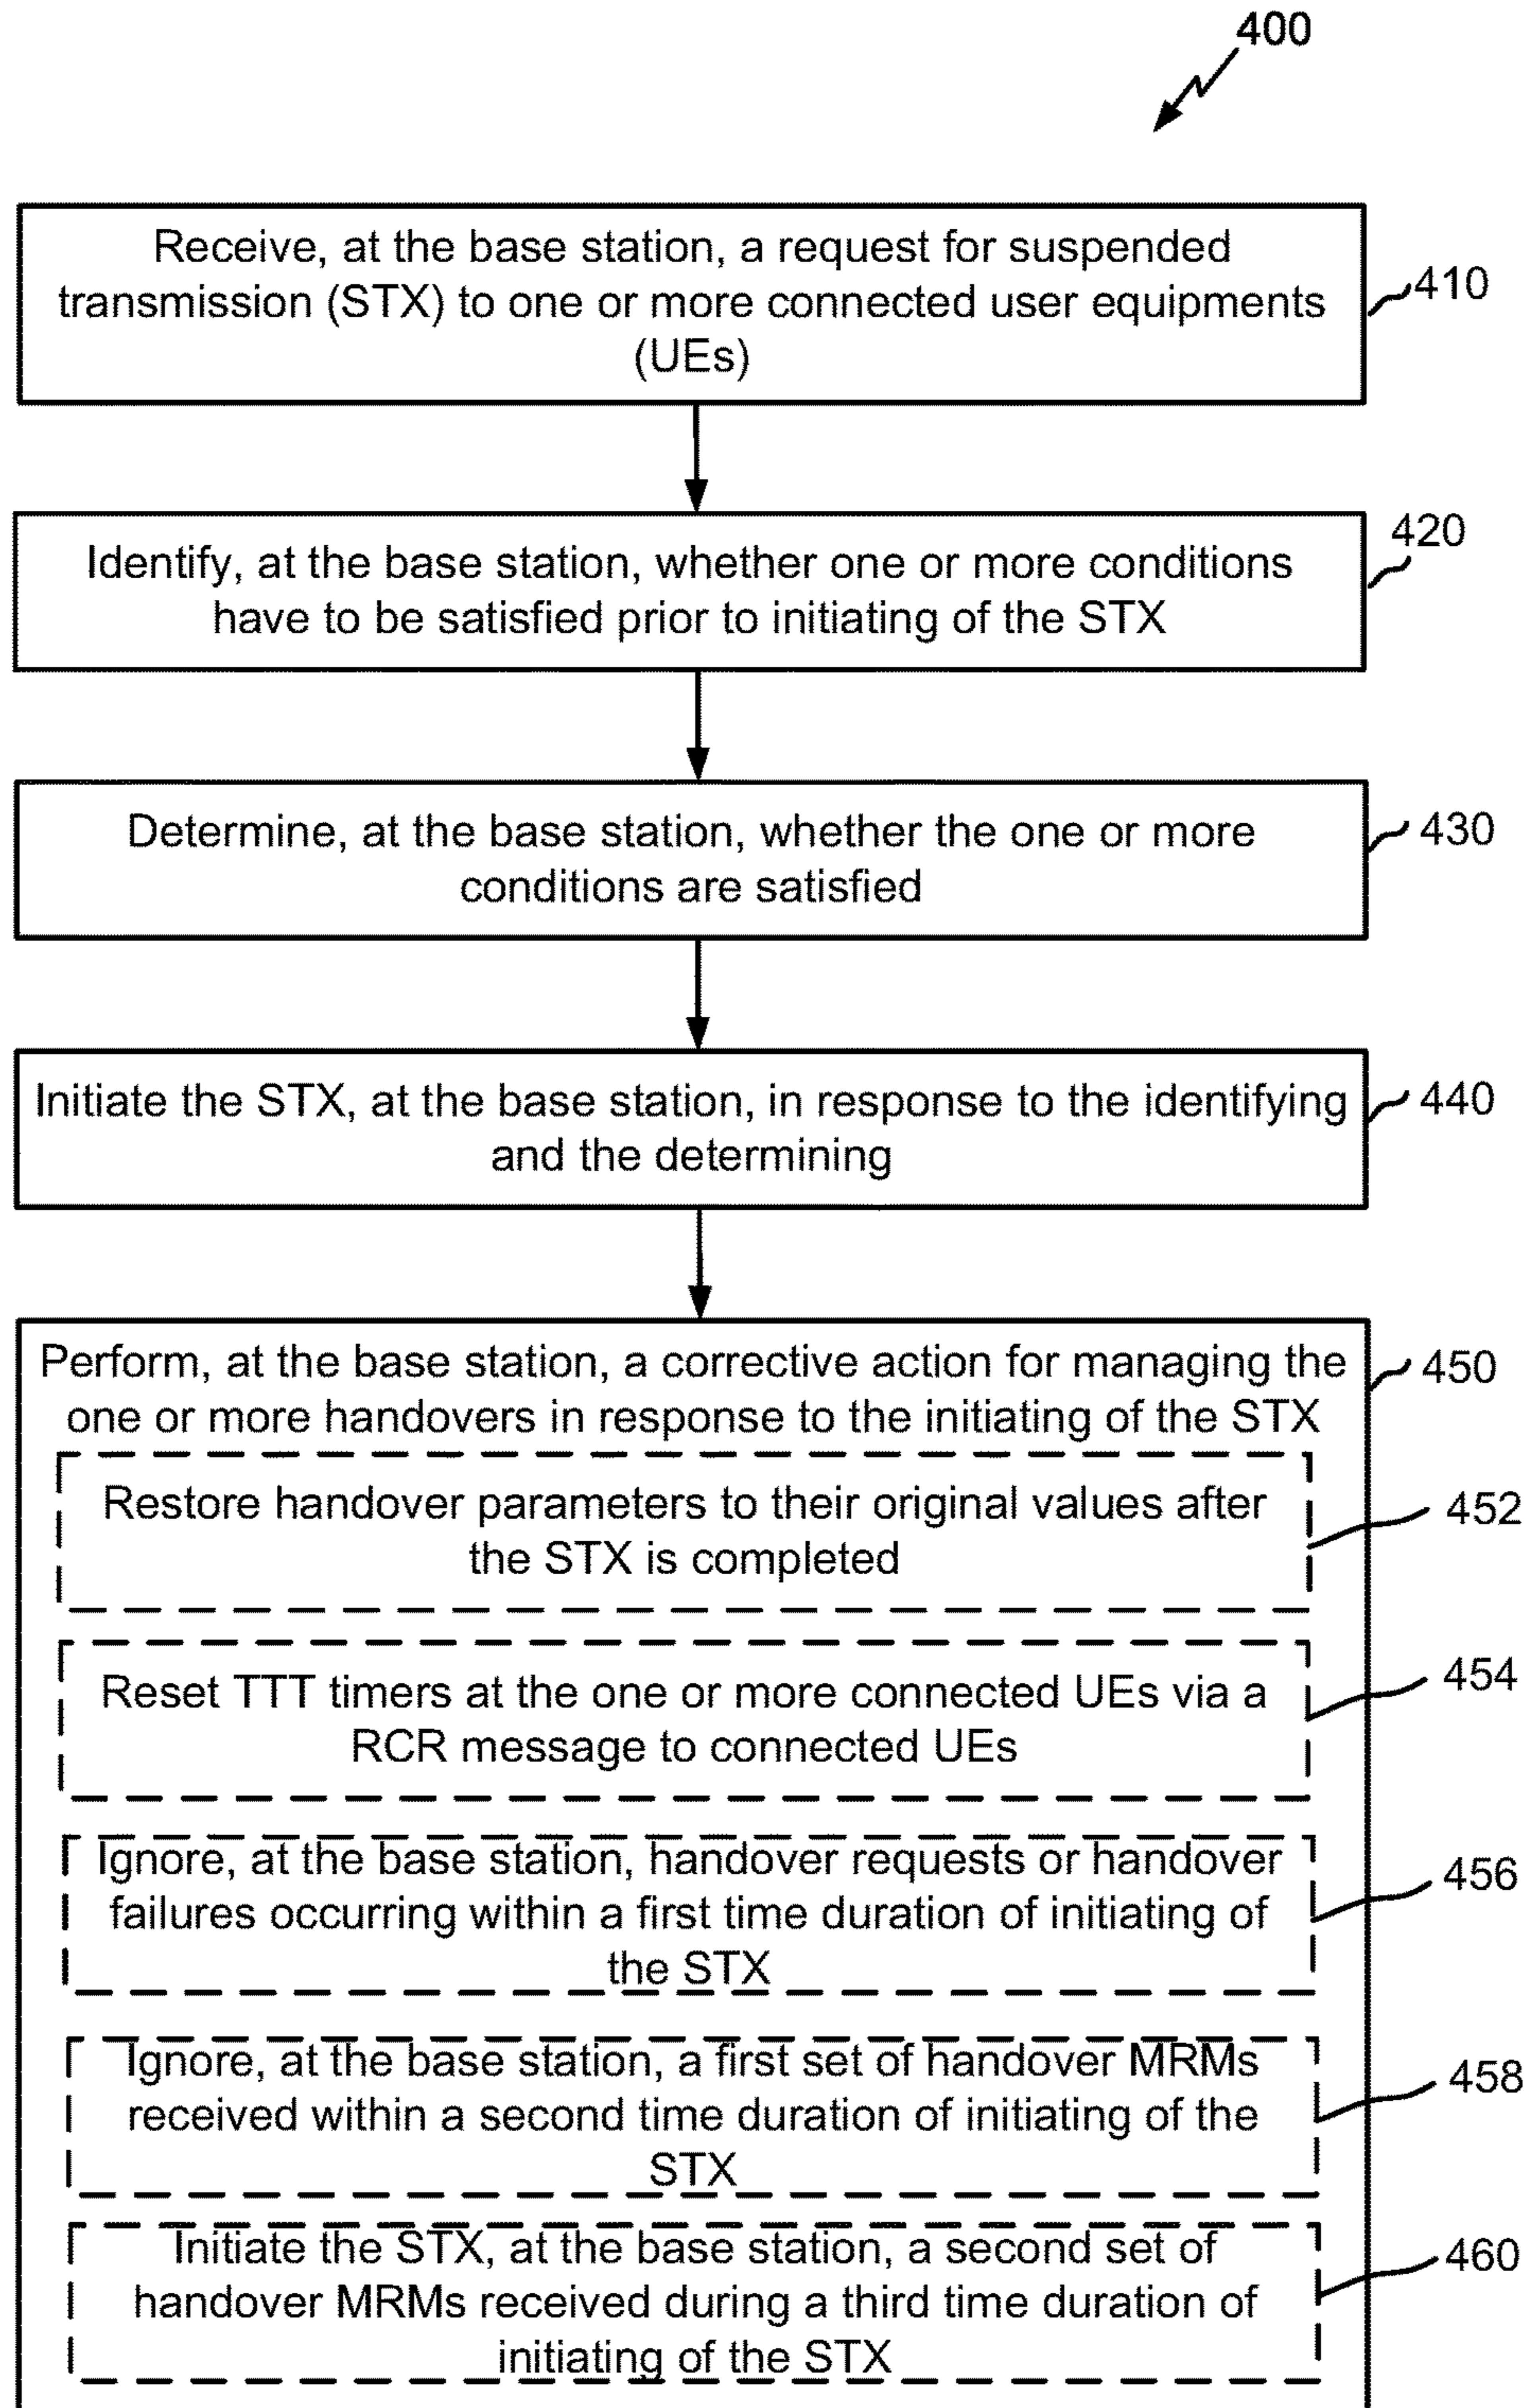 400
Receive, at the base station, a request for suspended
transmission (STX) to one or more connected user equipments
(UEs)
410
Identify, at the base station, whether one or more conditions
have to be satisfied prior to initiating of the STX
420
Determine, at the base station, whether the one or more
conditions are satisfied
430
Initiate the STX, at the base station, in response to the identifying
and the determining
440
Perform, at the base station, a corrective action for managing the
one or more handovers in response to the initiating of the STX
450
Restore handover parameters to their original values after
the STX is completed
452
Reset TTT timers at the one or more connected UEs via a
RCR message to connected UEs
454
Ignore, at the base station, handover requests or handover
failures occurring within a first time duration of initiating of
the STX
456
Ignore, at the base station, a first set of handover MRMs
received within a second time duration of initiating of the
STX
458
Initiate the STX, at the base station, a second set of
handover MRMs received during a third time duration of
initiating of the STX
460